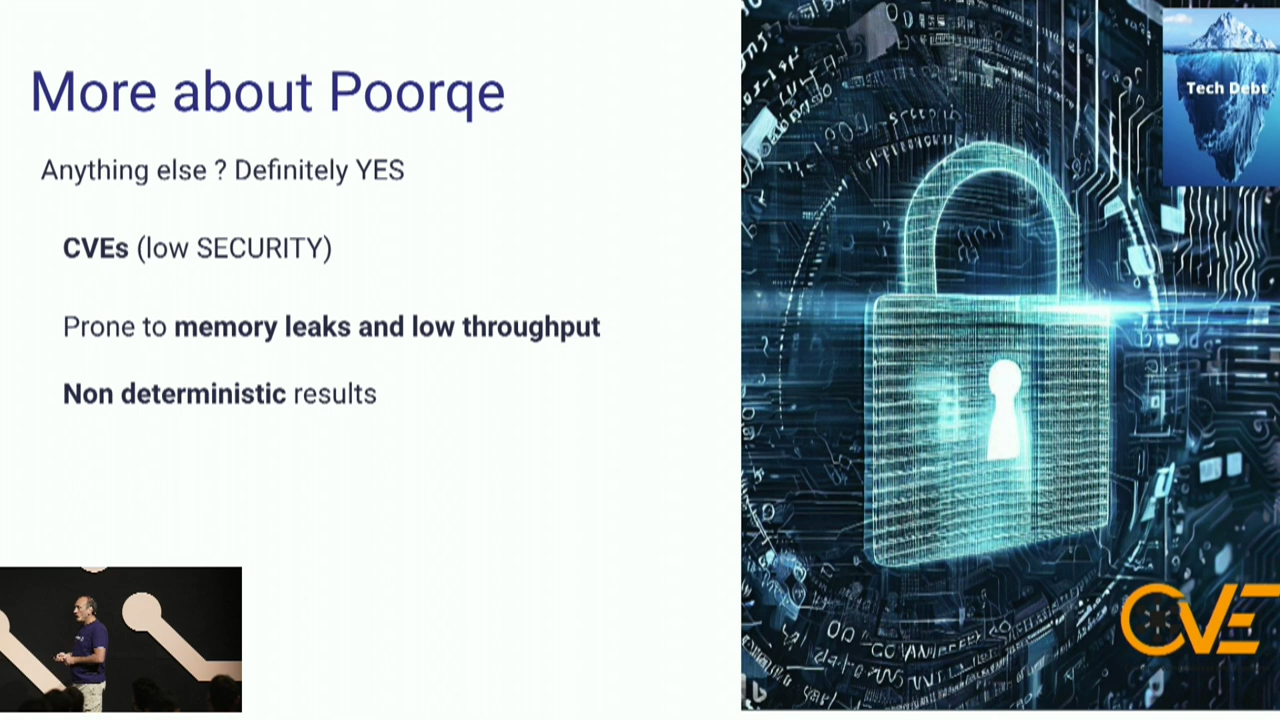 More about Poorqe
Anything else ? Definitely YES
CVEs (low SECURITY)
Prone to memory leaks and low throughput
Non deterministic results
Tech Debt
CVE